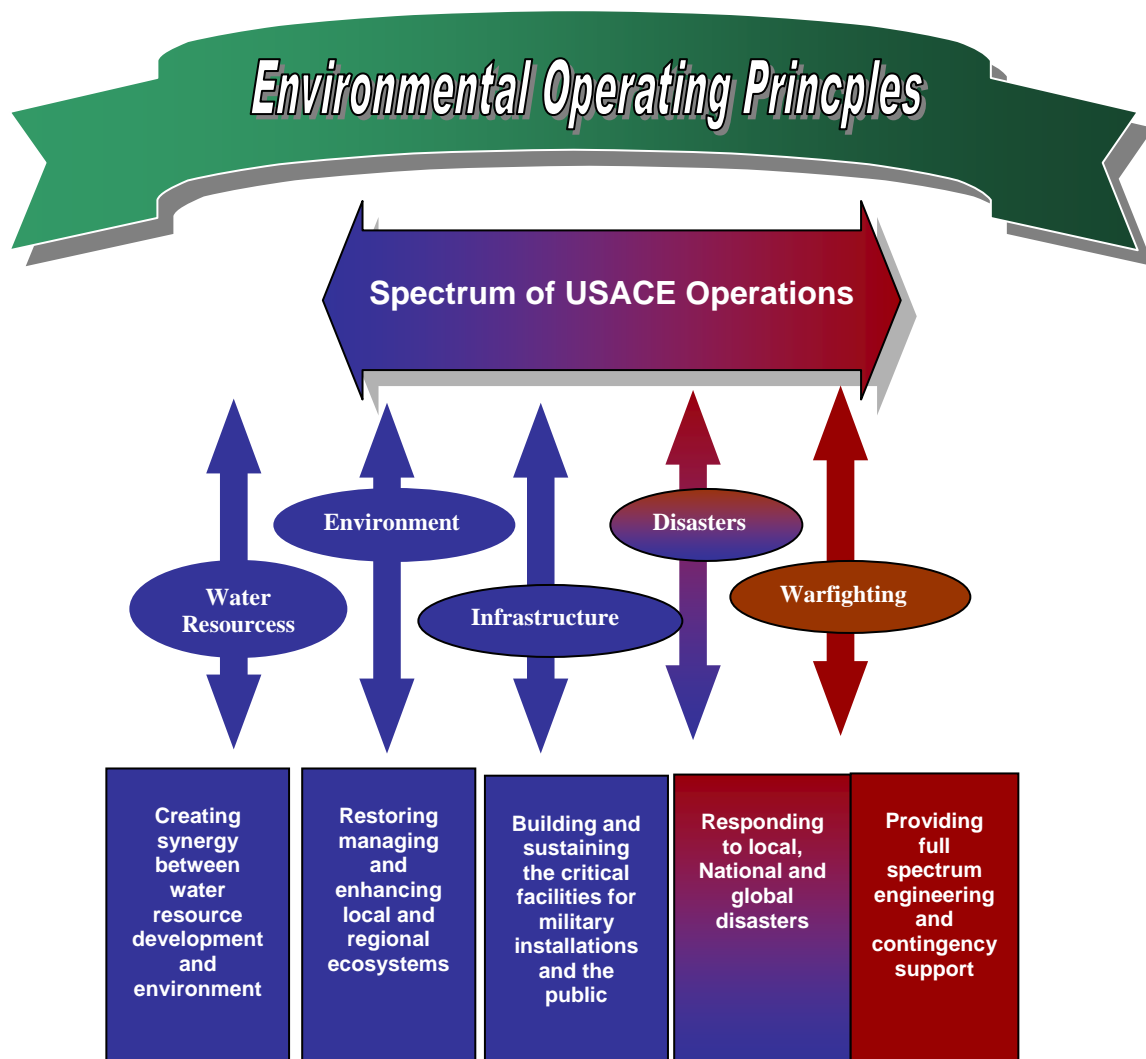 Environmental Operating Princples
Spectrum of USACE Operations
Environment
Disasters
Water
Resourcess
Infrastructure
Warfighting
Creating
synergy
between
water
resource
development
and
environment
Restoring
managing
and
enhancing
local and
regional
ecosystems
Building and
sustaining
the critical
facilities for
military
installations
and the
public
Responding
to local,
National and
global
disasters
Providing
full
spectrum
engineering
and
contingency
support